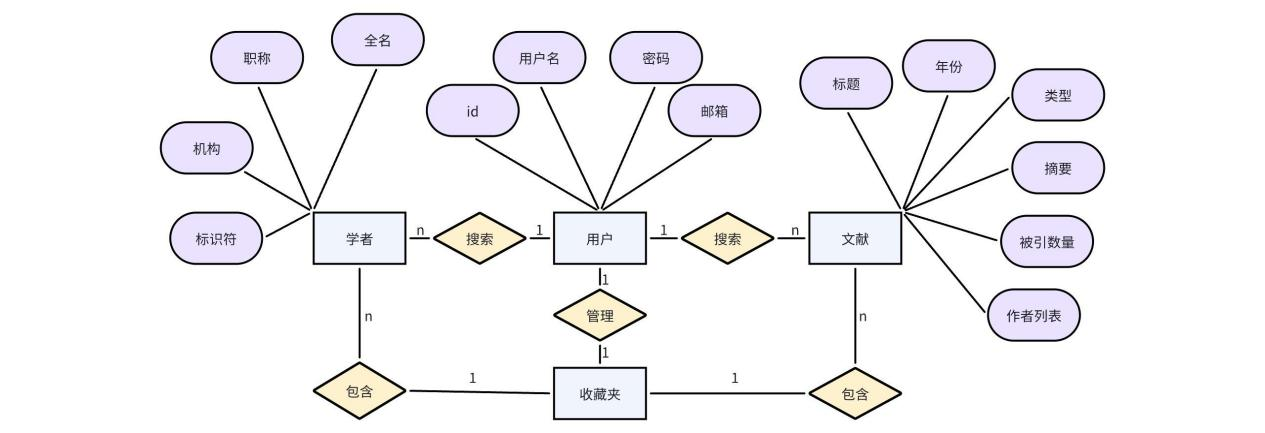 全名
职称
用户名
密码
年份
标题
类型
id
邮箱
机构
摘要
标识符
学者
n
搜索
1
用户
1
搜索
n
文献
被引数量
1
管理
1
n
n
作者列表
包含
1
收藏夹
1
包含